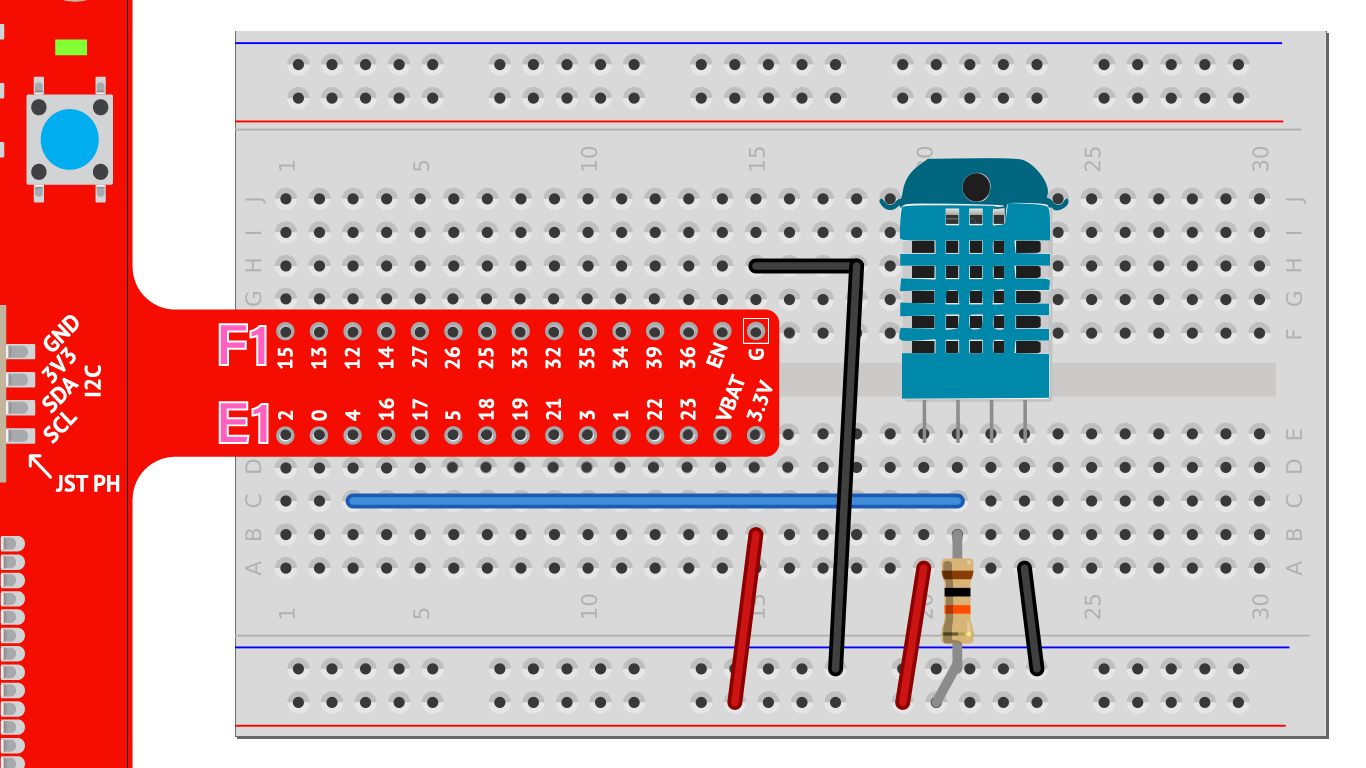 1 5 10 15 20 25 30
J J
I I
H H
G G
F
F1 15 13 12 14 27 26 25 33 32 35 34 39 36 EN G
E1 2 0 4 16 17 5 18 19 21 3 1 22 23 VBAT 3.3V
E
D D
C C
B B
A A
1 5 10 15 20 25 30
GND
3V3
SDA
SCL
I2C
JST PH